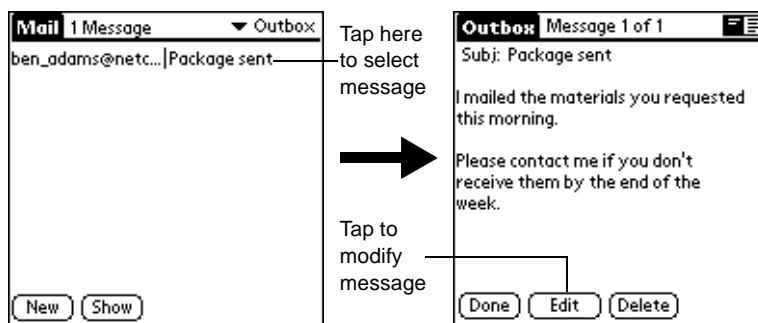 Mail 1 Message Outbox
ben_adams@netc... Package sent
New Show
Tap here
to select
message
Tap to
modify
message
Outbox Message 1 of 1
Subj: Package sent
I mailed the materials you requested
this morning.
Please contact me if you don't
receive them by the end of the
week.
Done Edit Delete